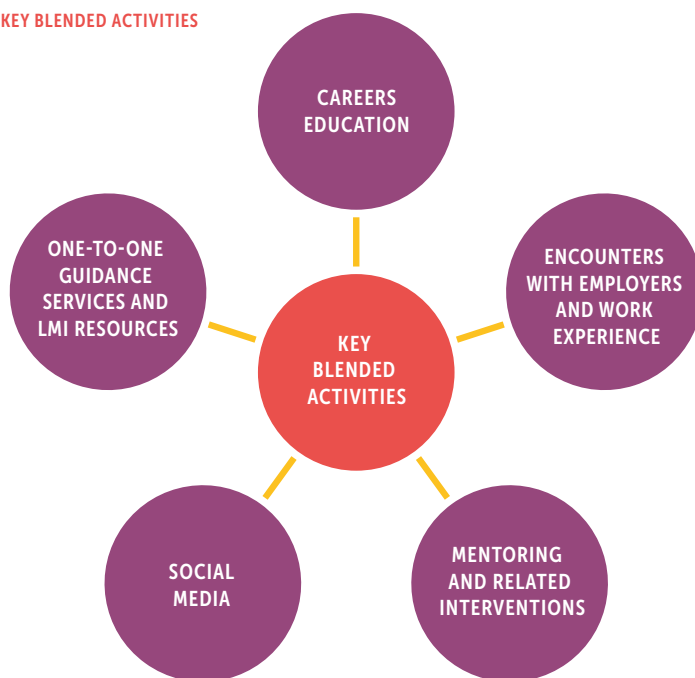 KEY BLENDED ACTIVITIES
CAREERS
EDUCATION
ONE-TO-ONE
GUIDANCE
SERVICES AND
LMI RESOURCES
ENCOUNTERS
WITH EMPLOYERS
AND WORK
EXPERIENCE
KEY
BLENDED
ACTIVITIES
SOCIAL
MEDIA
MENTORING
AND RELATED
INTERVENTIONS